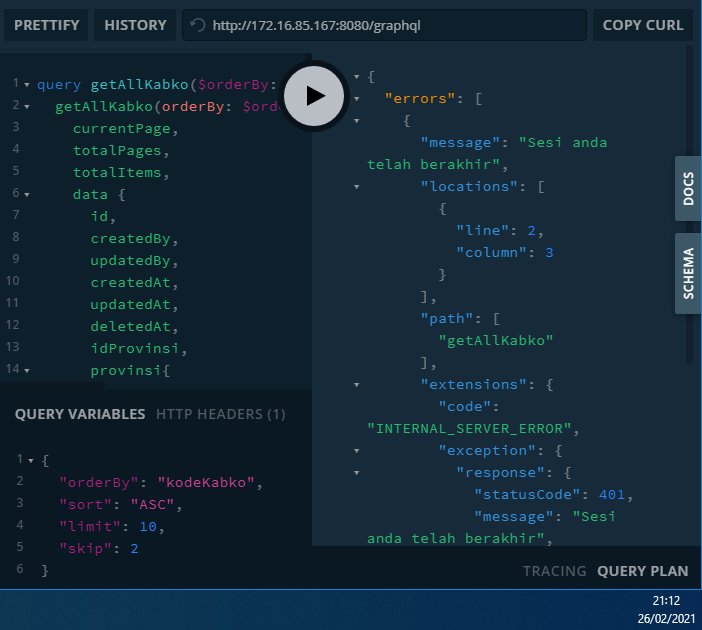 PRETTIFY HISTORY http://172.16.85.167:8080/graphql COPY CURL
1 query getAllKabko($orderBy:
2 getAllKabko(orderBy: $ord
3 currentPage,
4 totalPages,
5 totalItems,
6 data {
7 id,
8 createdBy,
9 updatedBy,
10 createdAt,
11 updatedAt,
12 deletedAt,
13 idProvinsi,
14 provinsi{
QUERY VARIABLES HTTP HEADERS (1)
1 {
2 "orderBy": "kodeKabko",
3 "sort": "ASC",
4 "limit": 10,
5 "skip": 2
6 }
{
"errors": [
{
"message": "Sesi anda
telah berakhir",
"locations": [
{
"line": 2,
"column": 3
}
],
"path": [
"getAllKabko"
],
"extensions": {
"code":
"INTERNAL_SERVER_ERROR",
"exception": {
"response": {
"statusCode": 401,
"message": "Sesi
anda telah berakhir",
DOCS
SCHEMA
TRACING QUERY PLAN
21:12
26/02/2021